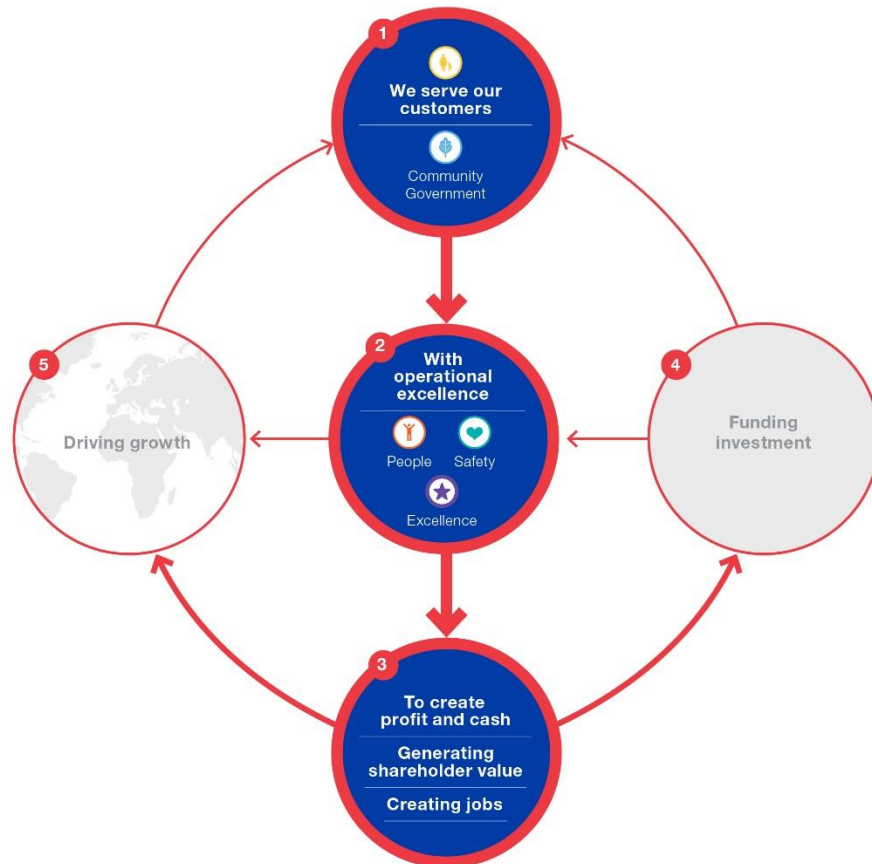 1
We serve our
customers
Community
Government
2
With
operational
excellence
People
Safety
Excellence
3
To create
profit and cash
Generating
shareholder value
Creating jobs
4
Funding
investment
5
Driving growth